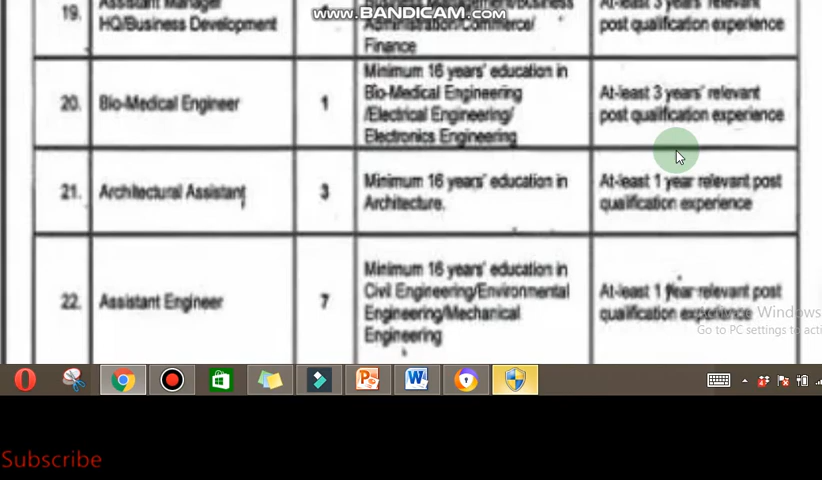 www.BANDICAM.com
19.
Assistant Manager
HQ/Business Development
Administration/Commerce/
Finance
At-least 3 years' relevant
post qualification experience
20.
Bio-Medical Engineer
1
Minimum 16 years' education in
Bio-Medical Engineering
/Electrical Engineering/
Electronics Engineering
At-least 3 years' relevant
post qualification experience
21.
Architectural Assistant
3
Minimum 16 years' education in
Architecture.
At-least 1 year relevant post
qualification experience
22.
Assistant Engineer
7
Minimum 16 years' education in
Civil Engineering/Environmental
Engineering/Mechanical
Engineering
At-least 1 year relevant post
qualification experience
Windows
Go to PC settings to acti
Subscribe